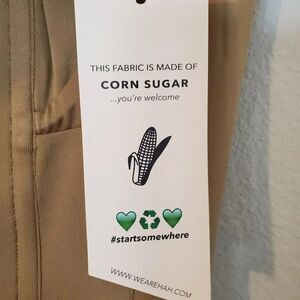 THIS FABRIC IS MADE OF
CORN SUGAR
...you're welcome
#startsomewhere
WWW.WEAREHAH.COM